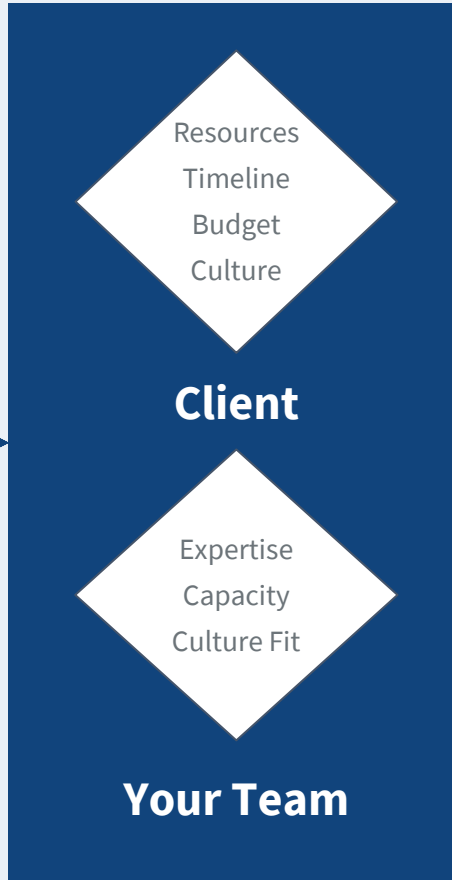 Resources
Timeline
Budget
Culture
Client
Expertise
Capacity
Culture Fit
Your Team